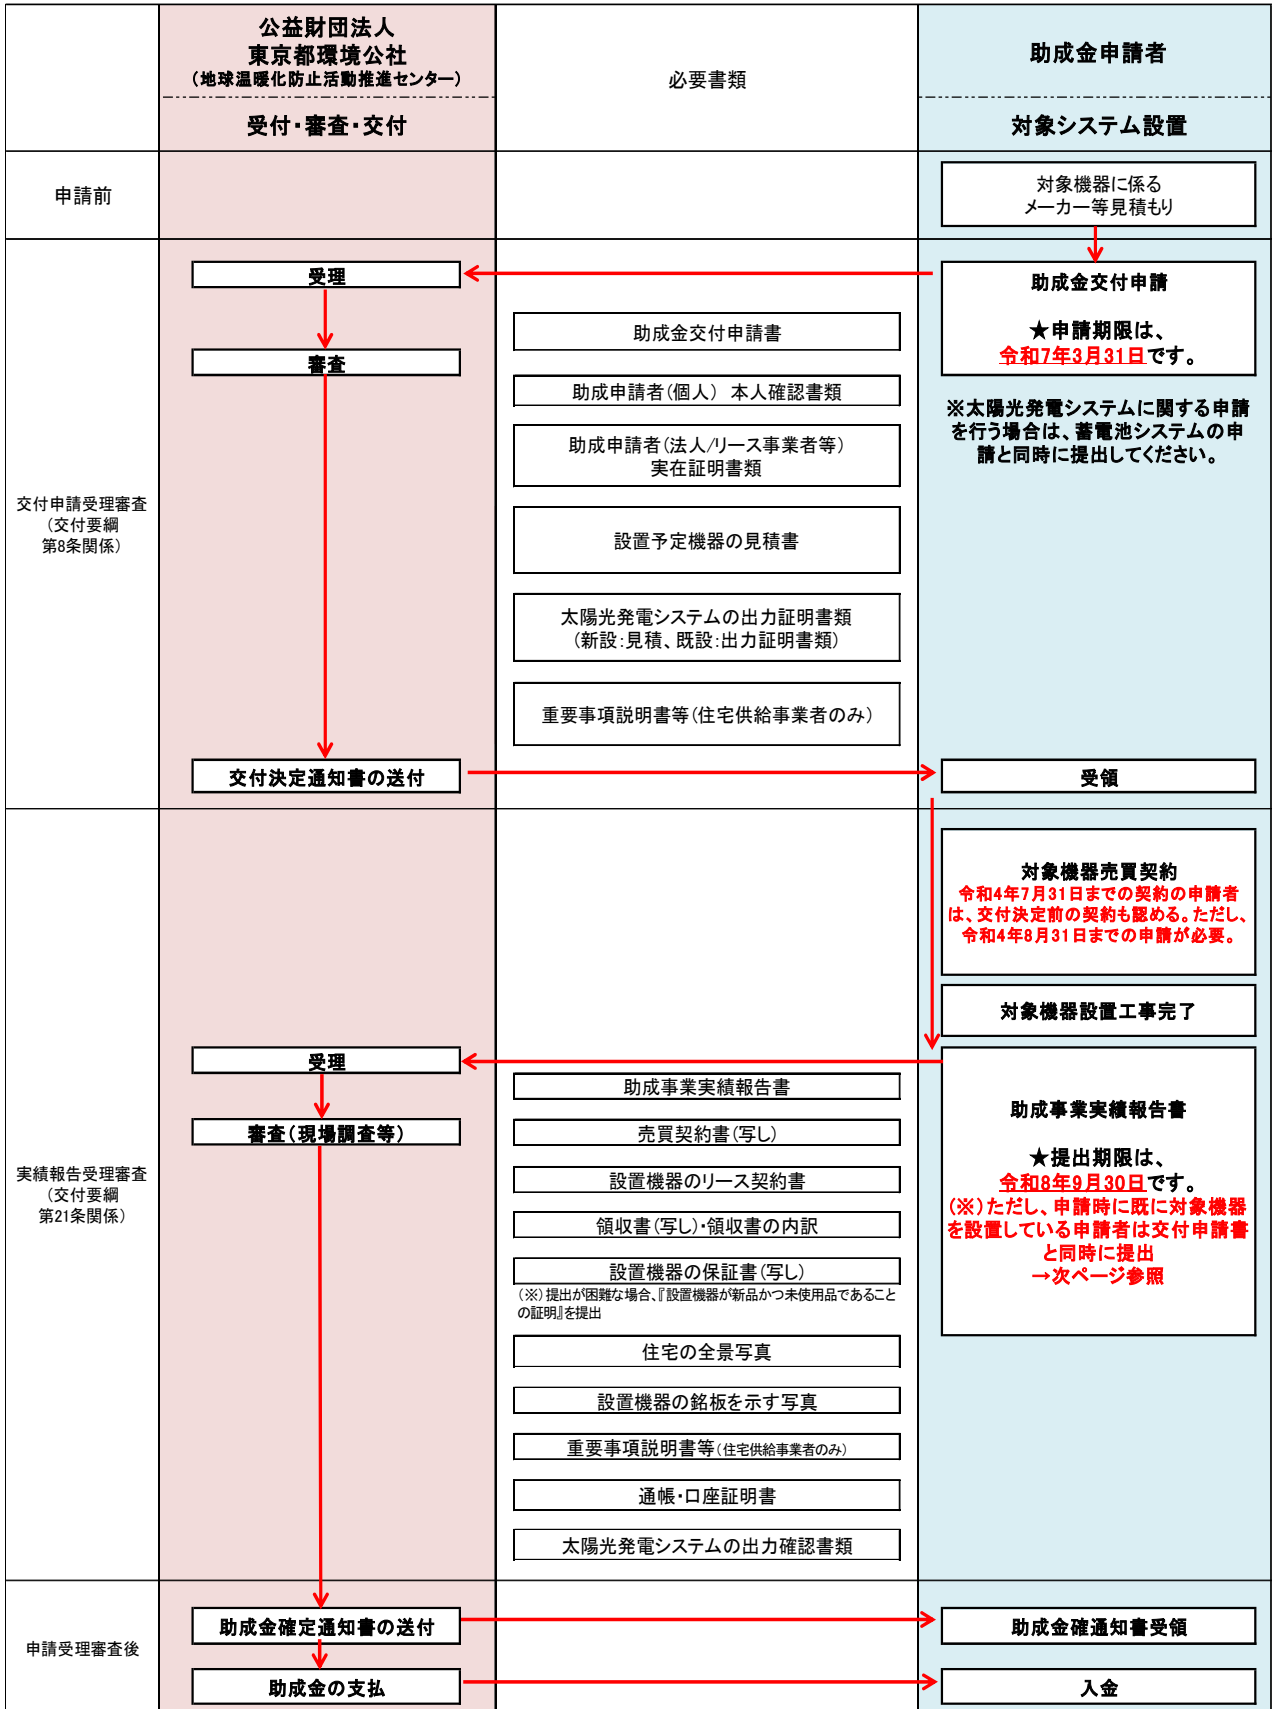 公益財団法人
東京都環境公社
（地球温暖化防止活動推進センター）
受付・審査・交付
必要書類
助成金申請者
対象システム設置
申請前
対象機器に係る
メーカー等見積もり
交付申請受理審査
（交付要綱
第8条関係）
受理
審査
交付決定通知書の送付
助成金交付申請書
助成申請者(個人)　本人確認書類
助成申請者(法人/リース事業者等)
実在証明書類
設置予定機器の見積書
太陽光発電システムの出力証明書類
（新設:見積、既設:出力証明書類）
重要事項説明書等(住宅供給事業者のみ)
助成金交付申請
★申請期限は、
令和7年3月31日です。
※太陽光発電システムに関する申請
を行う場合は、蓄電池システムの申
請と同時に提出してください。
受領
実績報告受理審査
（交付要綱
第21条関係）
受理
審査(現場調査等)
助成事業実績報告書
売買契約書(写し)
設置機器のリース契約書
領収書(写し)・領収書の内訳
設置機器の保証書(写し)
(※)提出が困難な場合、『設置機器が新品かつ未使用品であること
の証明』を提出
住宅の全景写真
設置機器の銘板を示す写真
重要事項説明書等(住宅供給事業者のみ)
通帳・口座証明書
太陽光発電システムの出力確認書類
対象機器売買契約
令和4年7月31日までの契約の申請者
は、交付決定前の契約も認める。ただし、
令和4年8月31日までの申請が必要。
対象機器設置工事完了
助成事業実績報告書
★提出期限は、
令和8年9月30日です。
(※)ただし、申請時に既に対象機器
を設置している申請者は交付申請書
と同時に提出
→次ページ参照
申請受理審査後
助成金確定通知書の送付
助成金の支払
助成金確通知書受領
入金